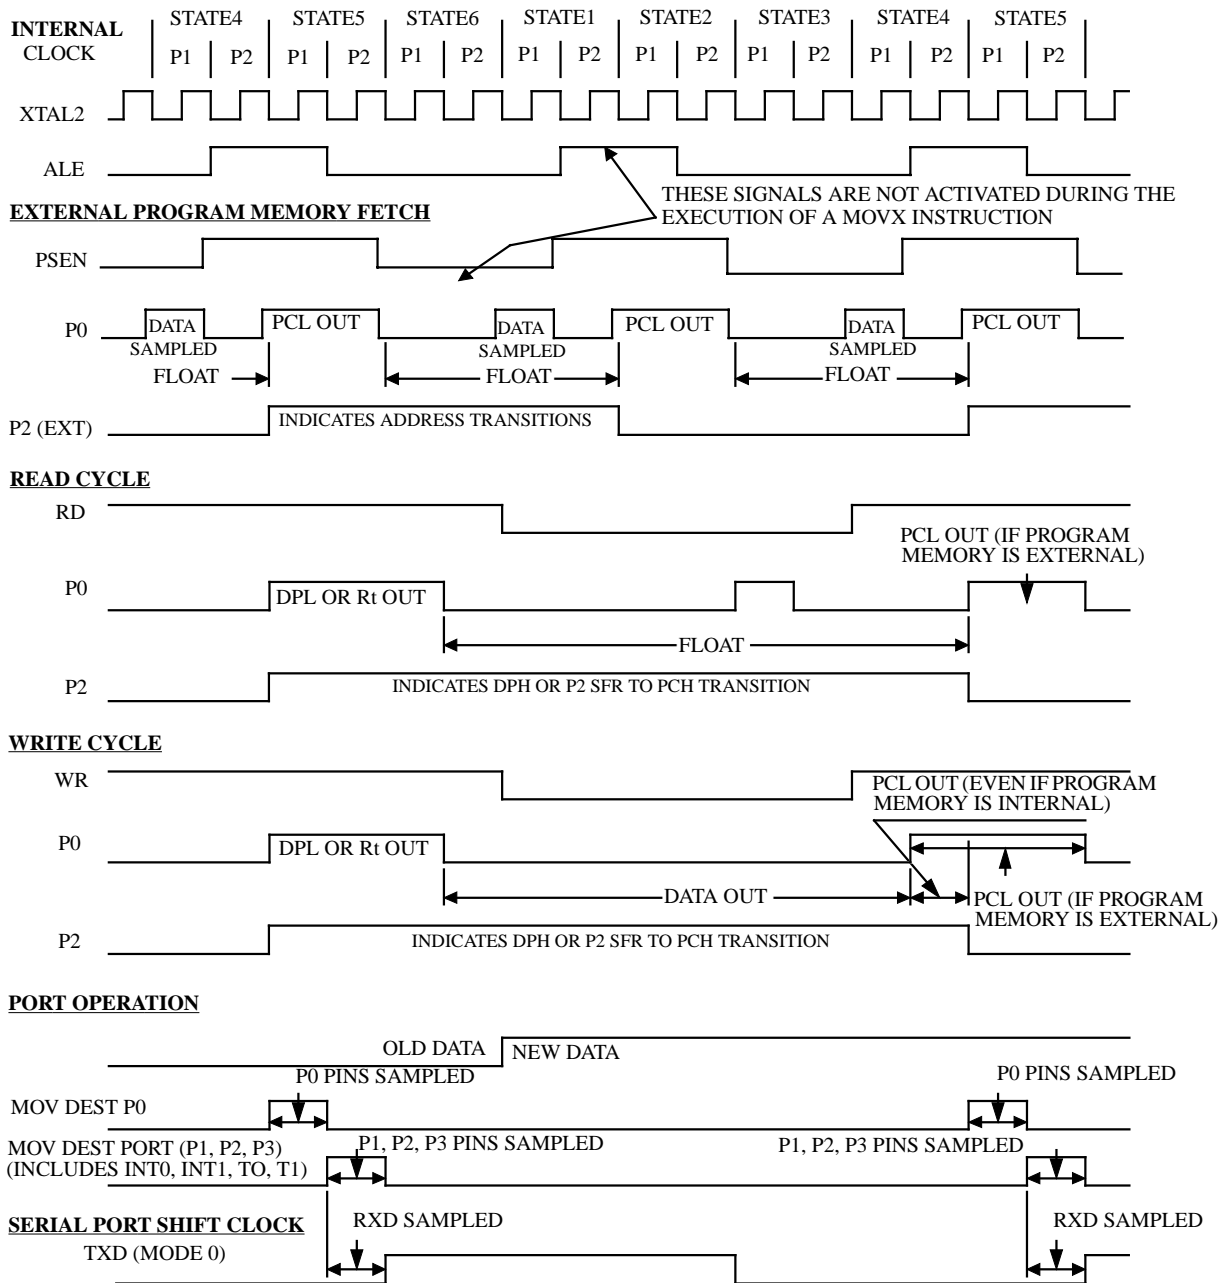 INTERNAL CLOCK
STATE4 STATE5 STATE6 STATE1 STATE2 STATE3 STATE4 STATE5
P1 P2 P1 P2 P1 P2 P1 P2 P1 P2 P1 P2 P1 P2 P1 P2
XTAL2
ALE
THESE SIGNALS ARE NOT ACTIVATED DURING THE
EXECUTION OF A MOVX INSTRUCTION
EXTERNAL PROGRAM MEMORY FETCH
PSEN
P0
DATA SAMPLED
PCL OUT
DATA SAMPLED
PCL OUT
DATA SAMPLED
PCL OUT
FLOAT FLOAT FLOAT
P2 (EXT)
INDICATES ADDRESS TRANSITIONS
READ CYCLE
RD
PCL OUT (IF PROGRAM
MEMORY IS EXTERNAL)
P0
DPL OR Rt OUT
FLOAT
P2
INDICATES DPH OR P2 SFR TO PCH TRANSITION
WRITE CYCLE
WR
PCL OUT (EVEN IF PROGRAM
MEMORY IS INTERNAL)
P0
DPL OR Rt OUT
DATA OUT
PCL OUT (IF PROGRAM
MEMORY IS EXTERNAL)
P2
INDICATES DPH OR P2 SFR TO PCH TRANSITION
PORT OPERATION
OLD DATA NEW DATA
P0 PINS SAMPLED P0 PINS SAMPLED
MOV DEST P0
MOV DEST PORT (P1, P2, P3)
(INCLUDES INT0, INT1, TO, T1)
P1, P2, P3 PINS SAMPLED P1, P2, P3 PINS SAMPLED
SERIAL PORT SHIFT CLOCK
RXD SAMPLED RXD SAMPLED
TXD (MODE 0)